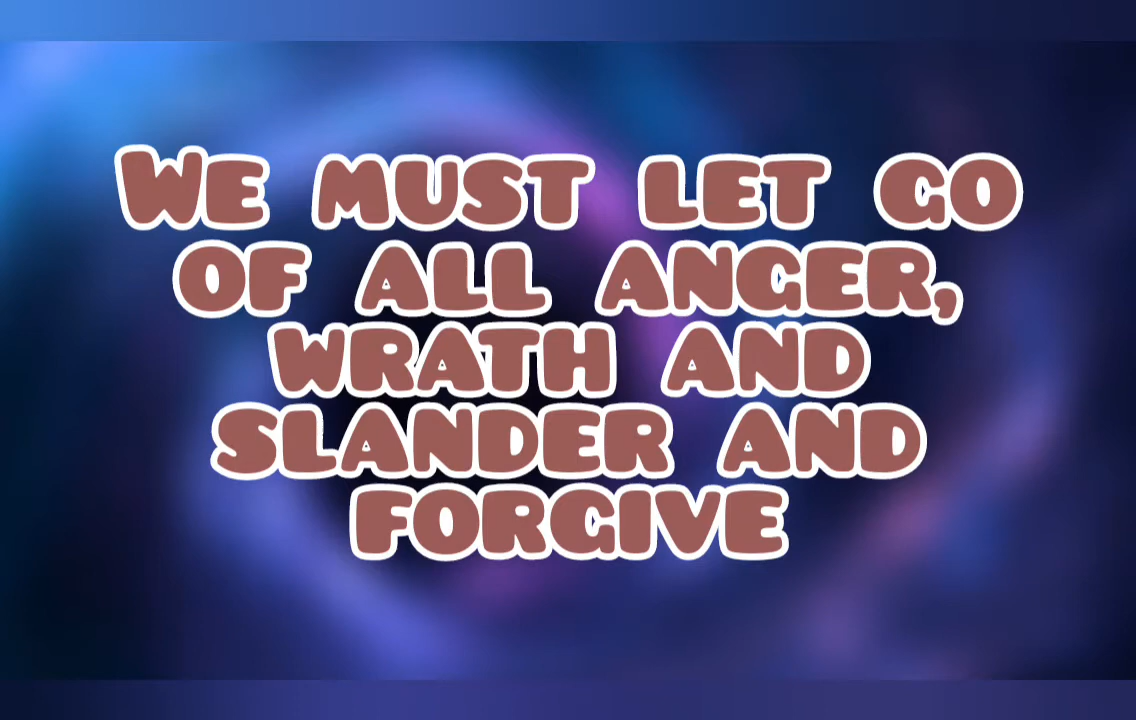 WE MUST LET GO
OF ALL ANGER,
WRATH AND
SLANDER AND
FORGIVE